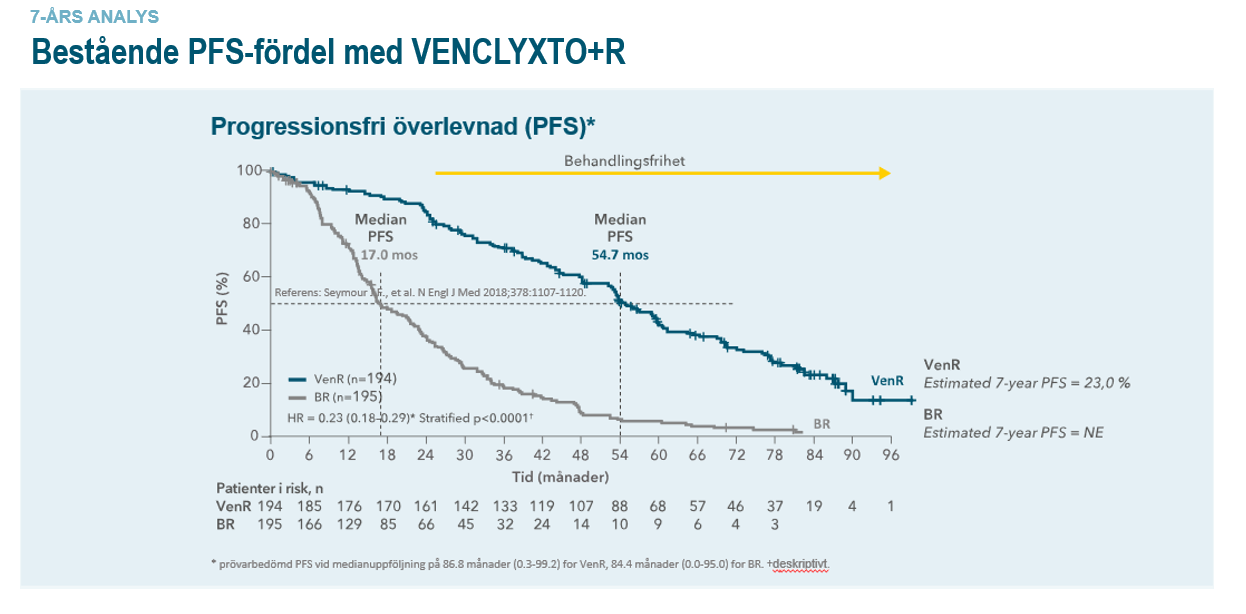 7-ÅRS ANALYS
Bestående PFS-fördel med VENCLYXTO+R
Progressionsfri överlevnad (PFS)*
Behandlingsfrihet
100
80
60
40
20
0
PFS (%)
Median
PFS
17.0 mos
Median
PFS
54.7 mos
Referens: Seymour J.F., et al. N Engl J Med 2018;378:1107-1120.
VenR (n=194)
BR (n=195)
HR = 0.23 (0.18-0.29)* Stratified p<0.0001†
VenR
BR
VenR
Estimated 7-year PFS = 23,0 %
BR
Estimated 7-year PFS = NE
0 6 12 18 24 30 36 42 48 54 60 66 72 78 84 90 96
Tid (månader)
Patienter i risk, n
VenR 194 185 176 170 161 142 133 119 107 88 68 57 46 37 19 4 1
BR 195 166 129 85 66 45 32 24 14 10 9 6 4 3
* prövarbedömd PFS vid medianuppföljning på 86.8 månader (0.3-99.2) for VenR, 84.4 månader (0.0-95.0) for BR. +deskriptivt.